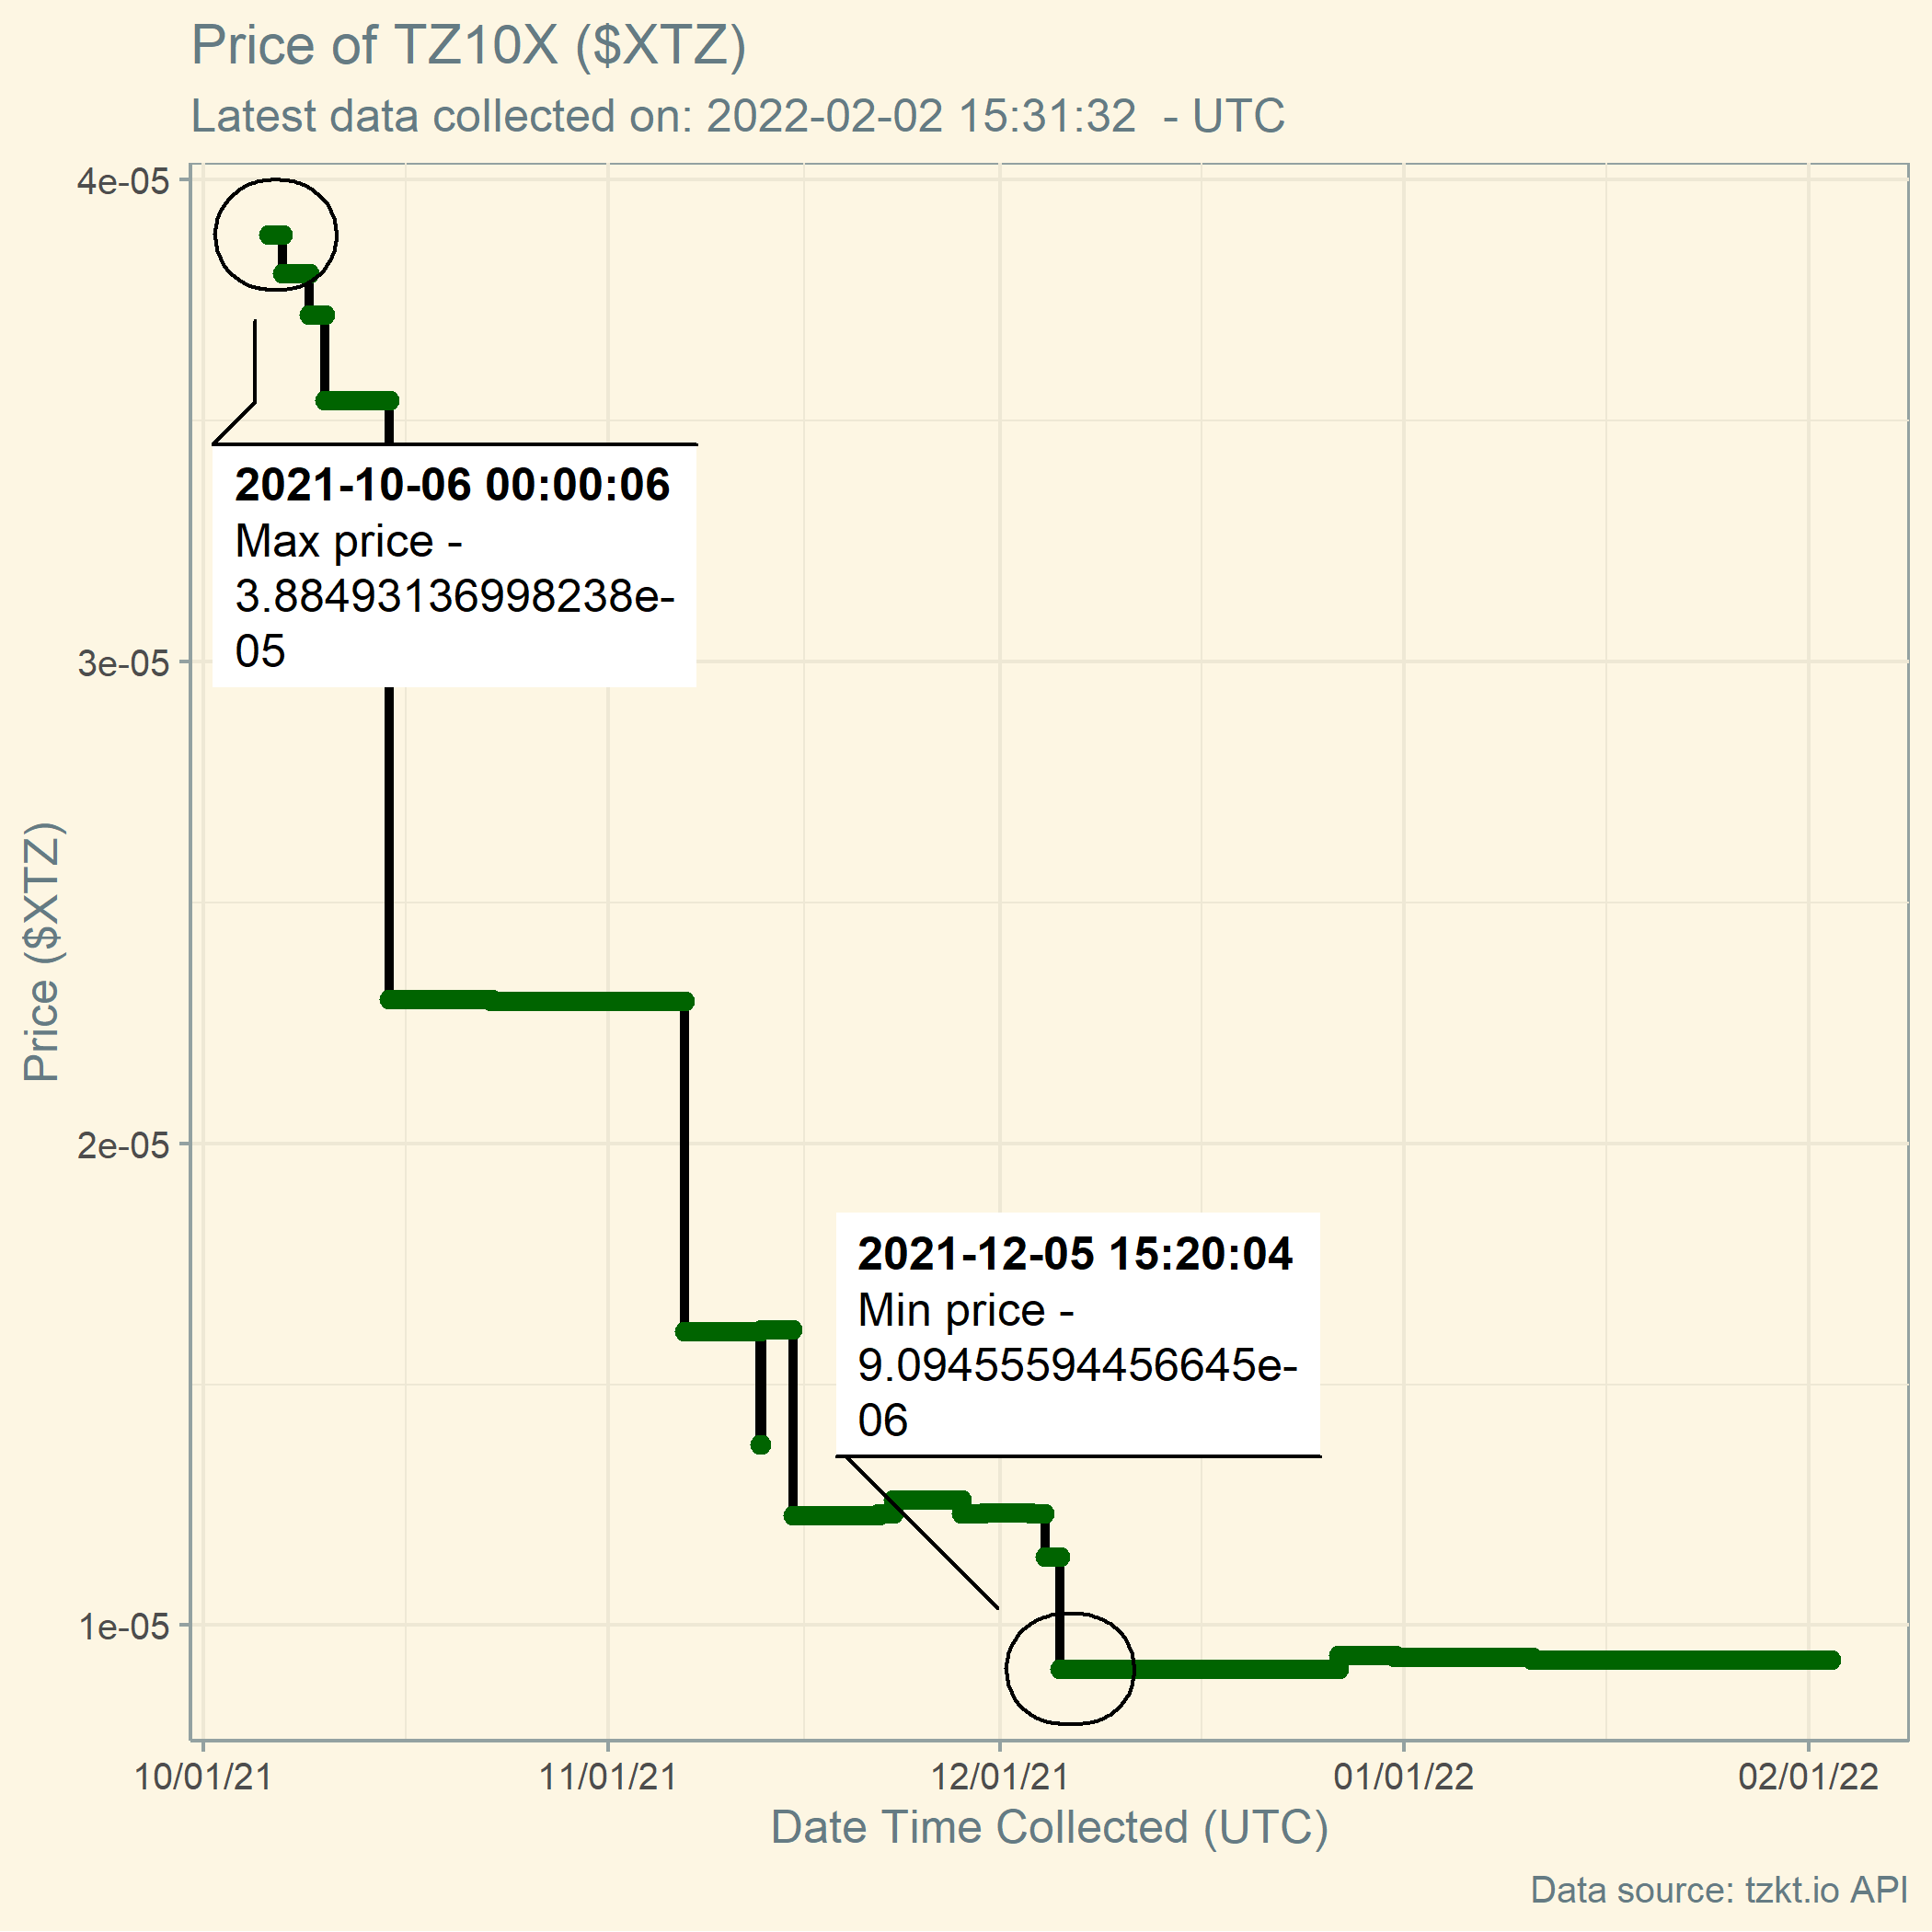 Price of TZ10X ($XTZ)
Latest data collected on: 2022-02-02 15:31:32  - UTC
4e-05
3e-05
2e-05
1e-05
Price ($XTZ)
2021-10-06 00:00:06
Max price -
3.88493136998238e-
05
2021-12-05 15:20:04
Min price -
9.09455594456645e-
06
10/01/21
11/01/21
12/01/21
01/01/22
02/01/22
Date Time Collected (UTC)
Data source: tzkt.io API